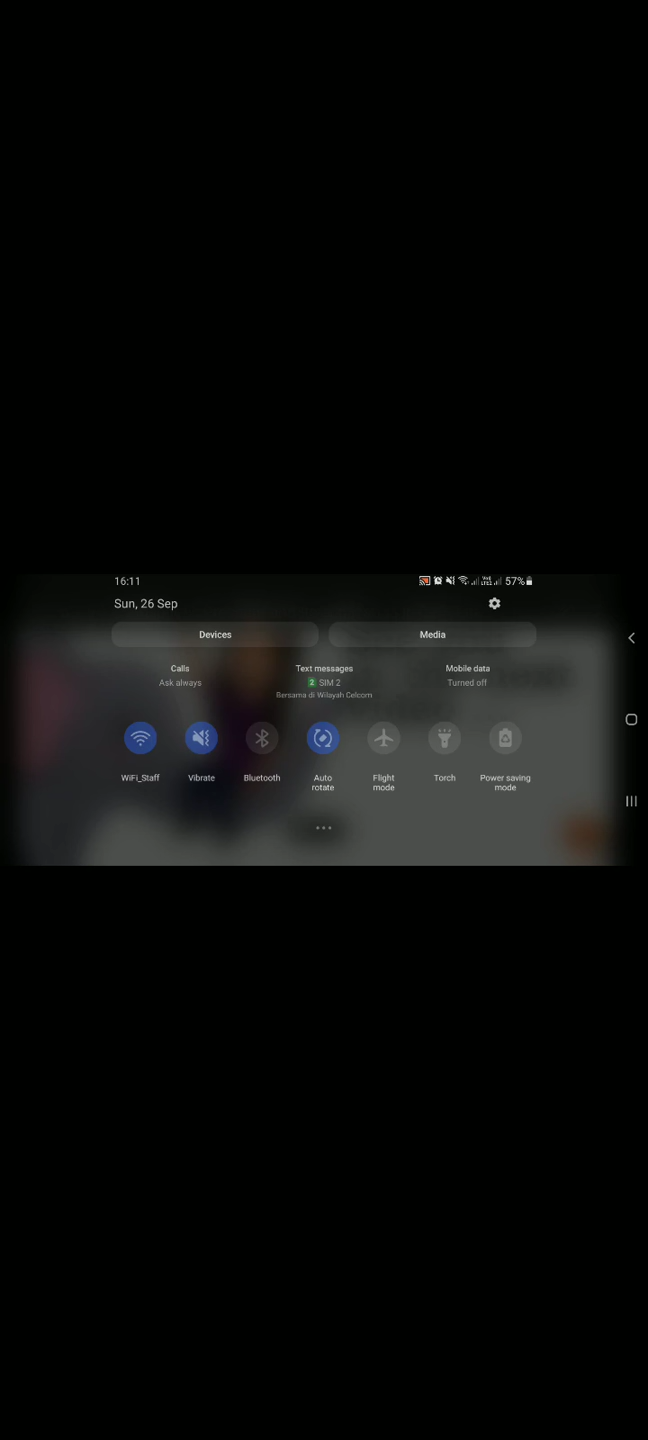 16:11
57%
Sun, 26 Sep
Devices
Media
Calls
Text messages
Mobile data
Ask always
2 SIM 2
Turned off
Bersama di Wilayah Celcom
WiFi_Staff
Vibrate
Bluetooth
Auto
rotate
Flight
mode
Torch
Power saving
mode